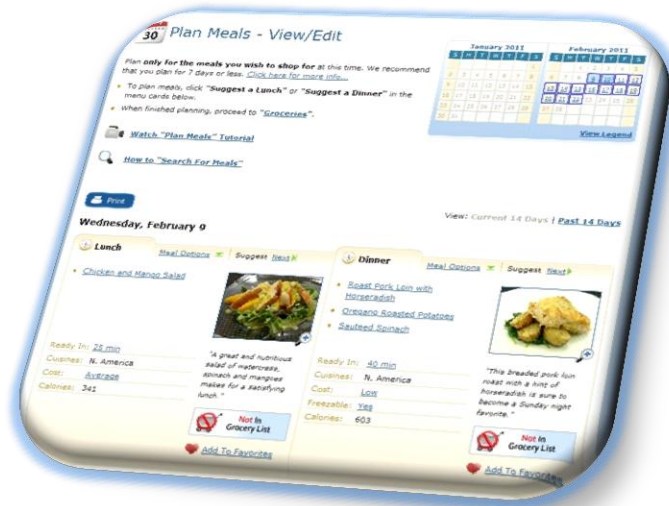 30 Plan Meals - View/Edit
Plan only for the meals you wish to shop for at this time. We recommend
that you plan for 7 days or less. Click here for more info...
To plan meals, click "Suggest a Lunch" or "Suggest a Dinner" in the
menu cards below.
When finished planning, proceed to "Groceries".
Watch "Plan Meals" Tutorial
How to "Search For Meals"
January 2011
S M T W T F S
February 2011
S M T W T F S
View Legend
Print
View: Current 14 Days | Past 14 Days
Wednesday, February 9
Lunch
Meal Options Suggest Next
Chicken and Mango Salad
Ready In: 25 min
Cuisines: N. America
Cost: Average
Calories: 341
"A great and nutritious
salad of watercress,
spinach and mangoes
makes for a satisfying
lunch."
Not In
Grocery List
Add To Favorites
Dinner
Meal Options Suggest Next
Roast Pork Loin with
Horseradish
Oregano Roasted Potatoes
Sauteed Spinach
Ready In: 40 min
Cuisines: N. America
Cost: Low
Freezable: Yes
Calories: 603
"This breaded pork loin
roast with a hint of
horseradish is sure to
become a Sunday night
favorite."
Not In
Grocery List
Add To Favorites